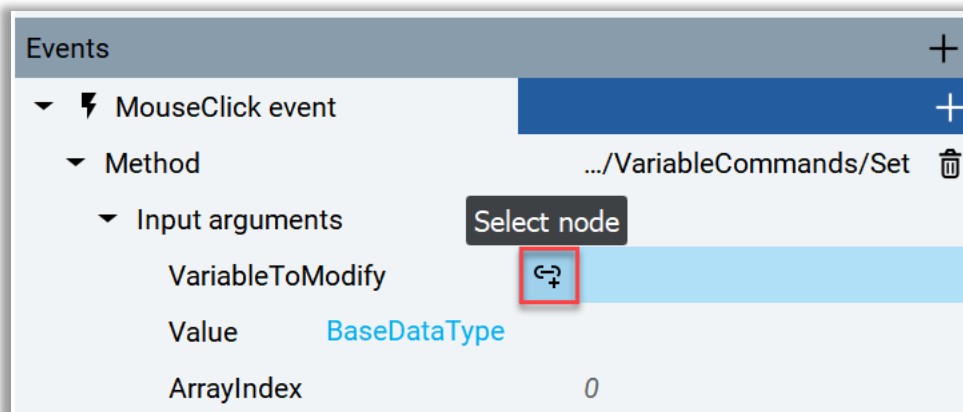 Events
MouseClick event
Method .../VariableCommands/Set
Input arguments Select node
VariableToModify
Value BaseDataType
ArrayIndex 0